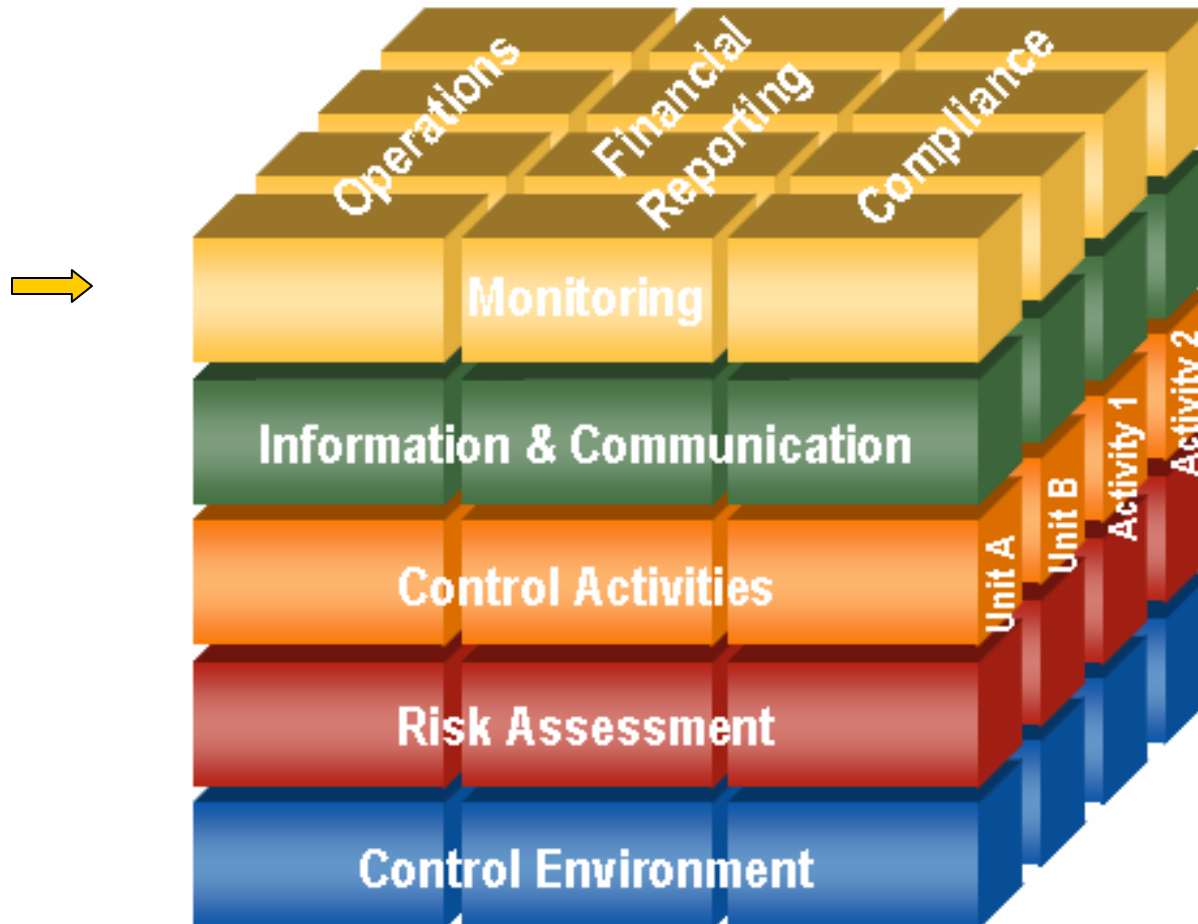 Operations
Financial
Reporting
Compliance
Monitoring
Information & Communication
Control Activities
Risk Assessment
Control Environment
Unit A
Unit B
Activity 1
Activity 2